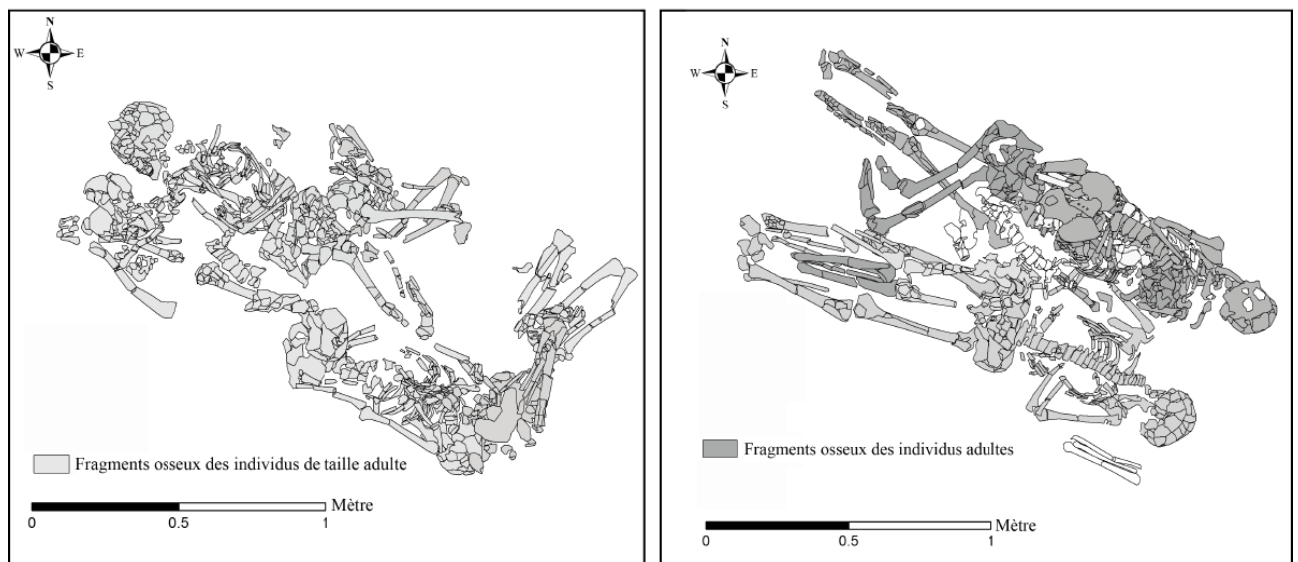 N
W E
S
Fragments osseux des individus de taille adulte
Mètre
0 0.5 1
N
W E
S
Fragments osseux des individus adultes
Mètre
0 0.5 1